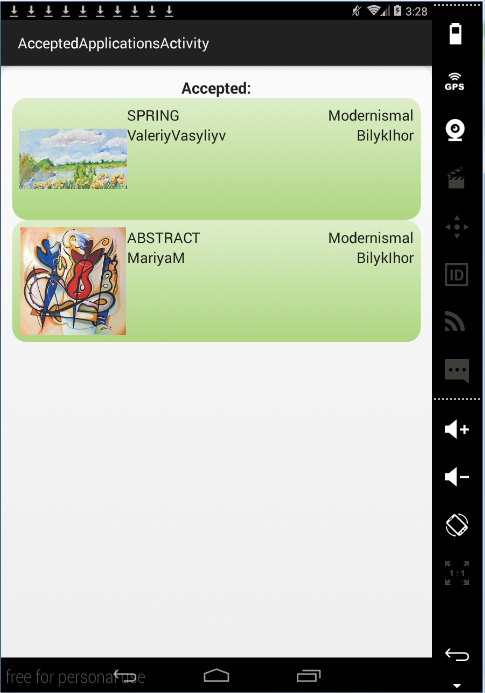 3:28
AcceptedApplicationsActivity
Accepted:
SPRING Modernismal
ValeriyVasyliyv BilykIhor
ABSTRACT Modernismal
MariyaM BilykIhor
free for personal use
GPS
ID
1:1